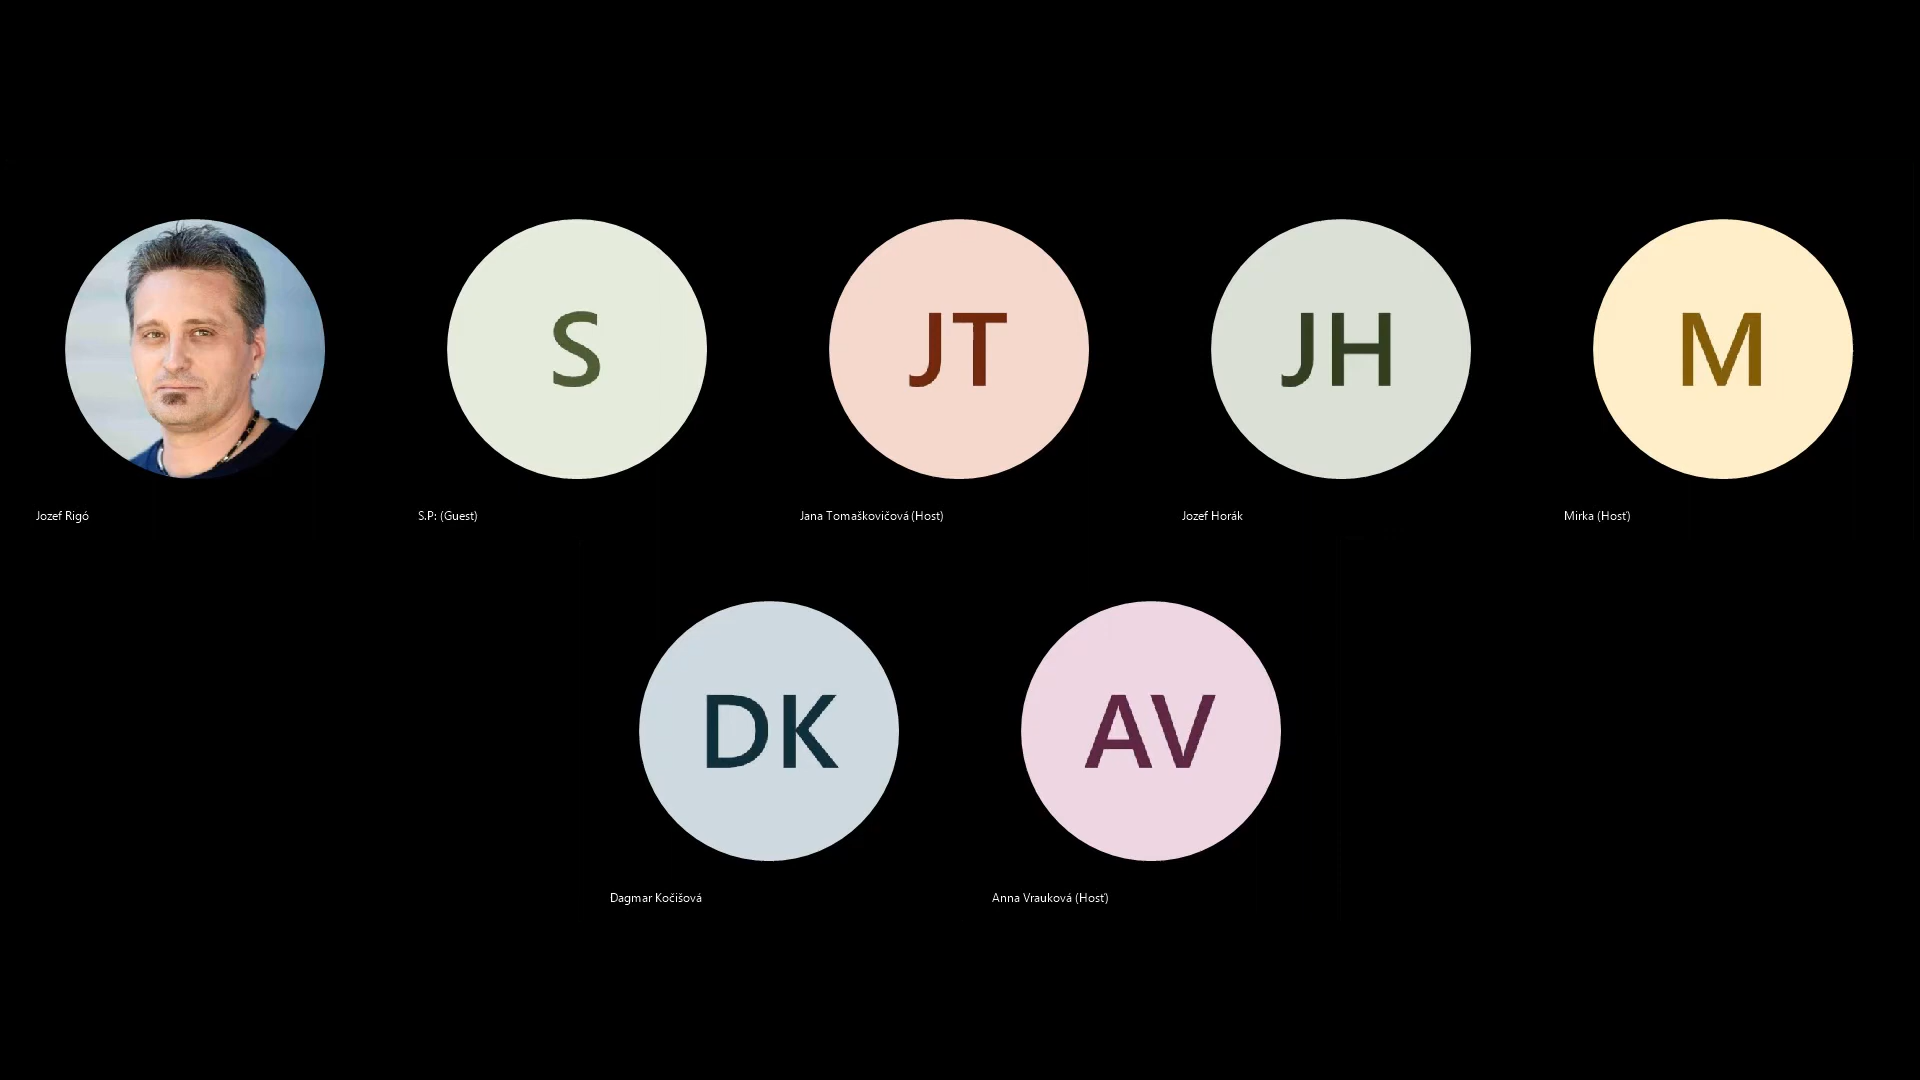 S
JT
JH
M
Jozef Rigó
S.P: (Guest)
Jana Tomaškovičová (Host)
Jozef Horák
Mirka (Hosť)
DK
AV
Dagmar Kočišová
Anna Vrauková (Hosť)